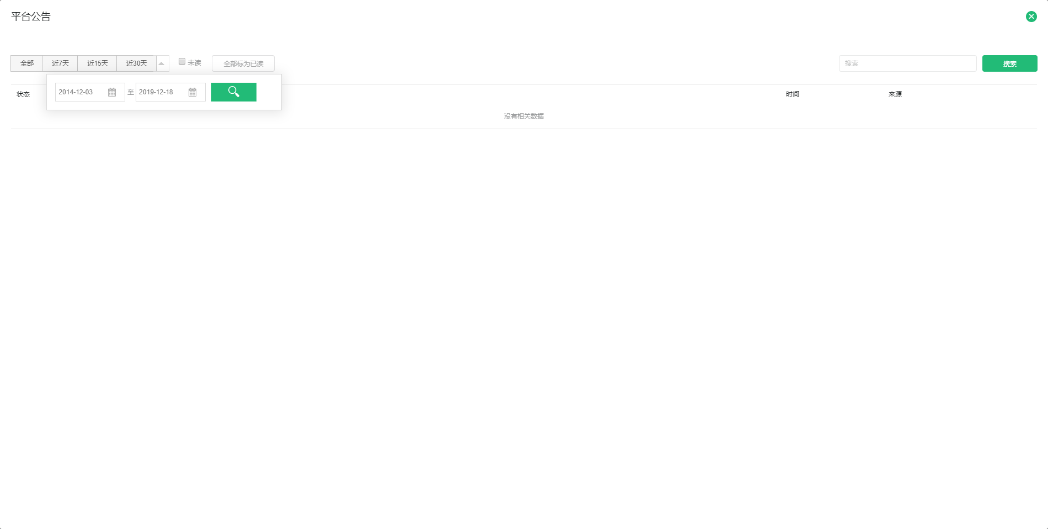 平台公告
全部 近7天 近15天 近30天 未读 全部标为已读 检索 搜索
2014-12-03 至 2019-12-18
状态 时间 来源
没有相关数据